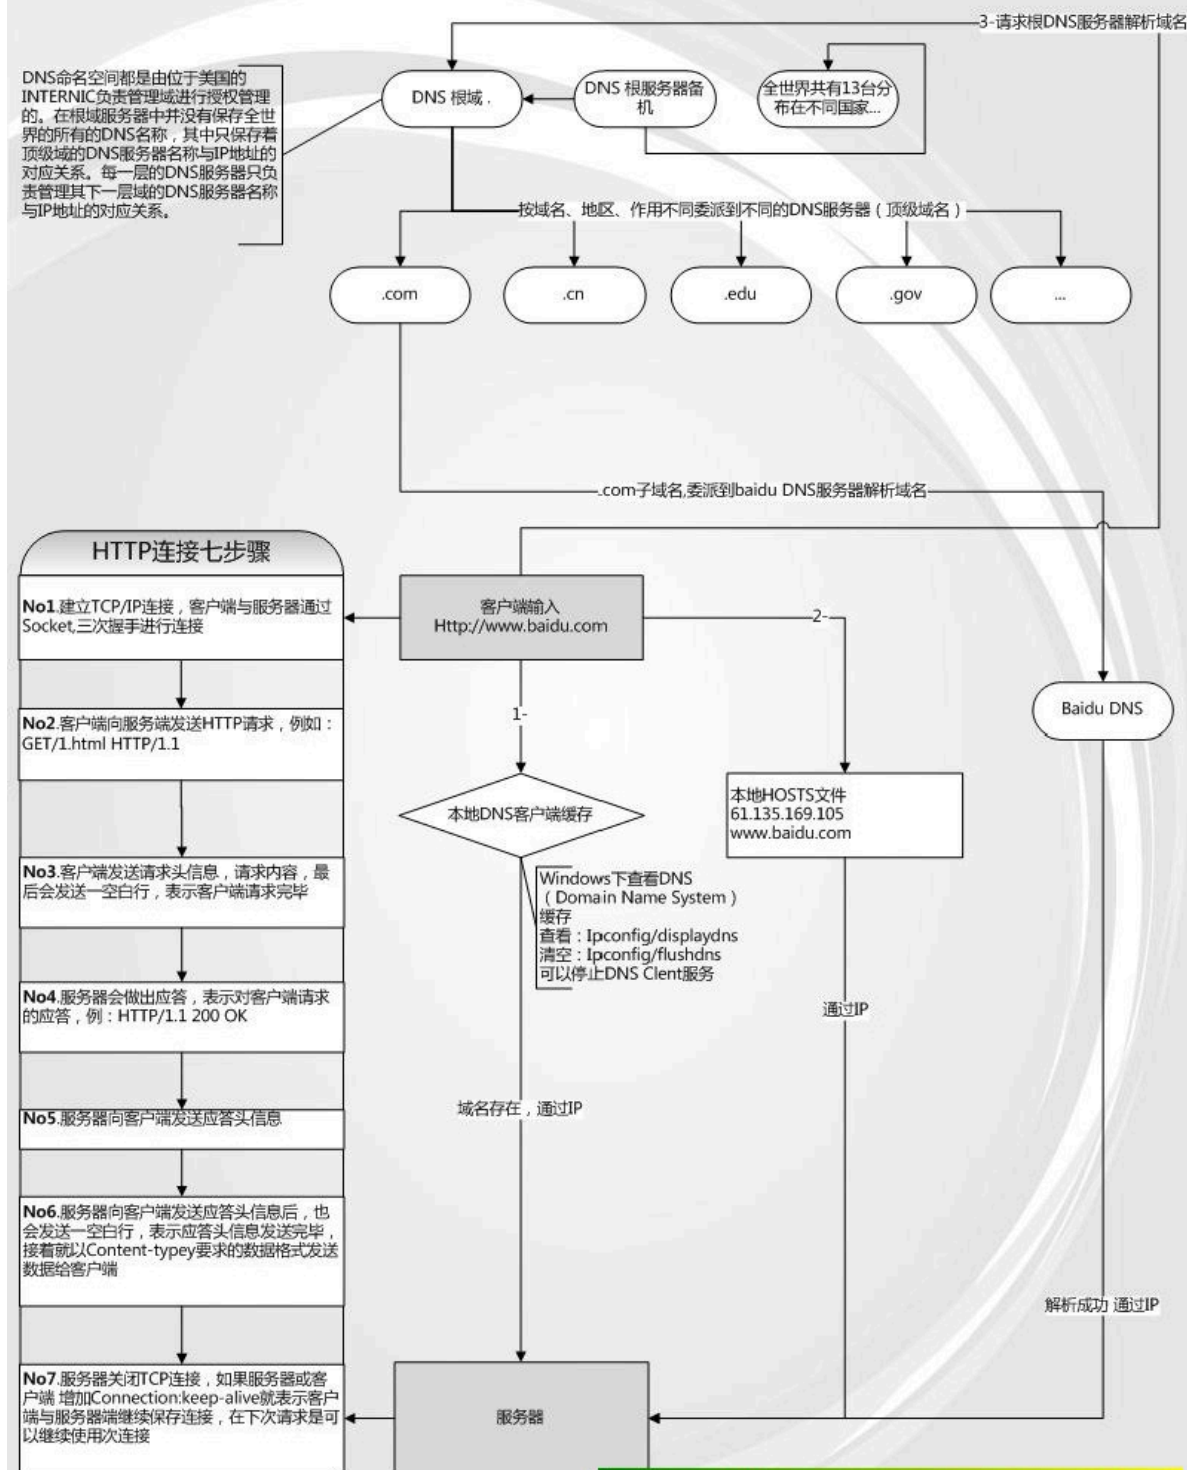 3-请求根DNS服务器解析域名
DNS命名空间都是由位于美国的
INTERNIC负责管理域进行授权管理
的。在根域服务器中并没有保存全世
界的所有的DNS名称，其中只保存着
顶级域的DNS服务器名称与IP地址的
对应关系。每一层的DNS服务器只负
责管理其下一层域的DNS服务器名称
与IP地址的对应关系。
DNS 根域 .
DNS 根服务器备
机
全世界共有13台分
布在不同国家...
按域名、地区、作用不同委派到不同的DNS服务器（顶级域名）
.com
.cn
.edu
.gov
...
.com子域名,委派到baidu DNS服务器解析域名
HTTP连接七步骤
No1.建立TCP/IP连接，客户端与服务器通过
Socket,三次握手进行连接
No2.客户端向服务端发送HTTP请求，例如：
GET/1.html HTTP/1.1
No3.客户端发送请求头信息，请求内容，最
后会发送一空白行，表示客户端请求完毕
No4.服务器会做出应答，表示对客户端请求
的应答，例：HTTP/1.1 200 OK
No5.服务器向客户端发送应答头信息
No6.服务器向客户端发送应答头信息后，也
会发送一空白行，表示应答头信息发送完毕，
接着就以Content-typey要求的数据格式发送
数据给客户端
No7.服务器关闭TCP连接，如果服务器或客
户端 增加Connection:keep-alive就表示客户
端与服务器端继续保存连接，在下次请求是可
以继续使用次连接
客户端输入
Http://www.baidu.com
2-
1-
本地DNS客户端缓存
Windows下查看DNS
（Domain Name System）
缓存
查看：Ipconfig/displaydns
清空：Ipconfig/flushdns
可以停止DNS Clent服务
本地HOSTS文件
61.135.169.105
www.baidu.com
Baidu DNS
通过IP
域名存在，通过IP
解析成功 通过IP
服务器